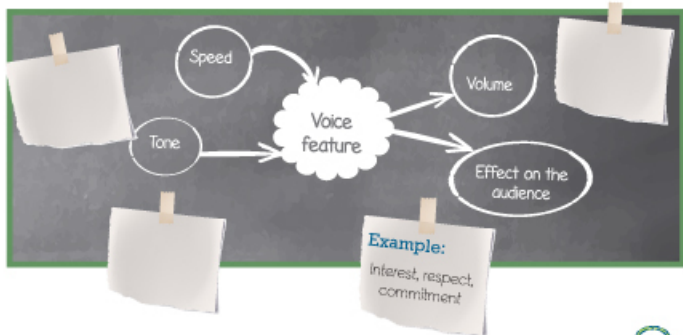 Speed
Volume
Voice
feature
Tone
Effect on the
audience
Example:
interest, respect,
commitment